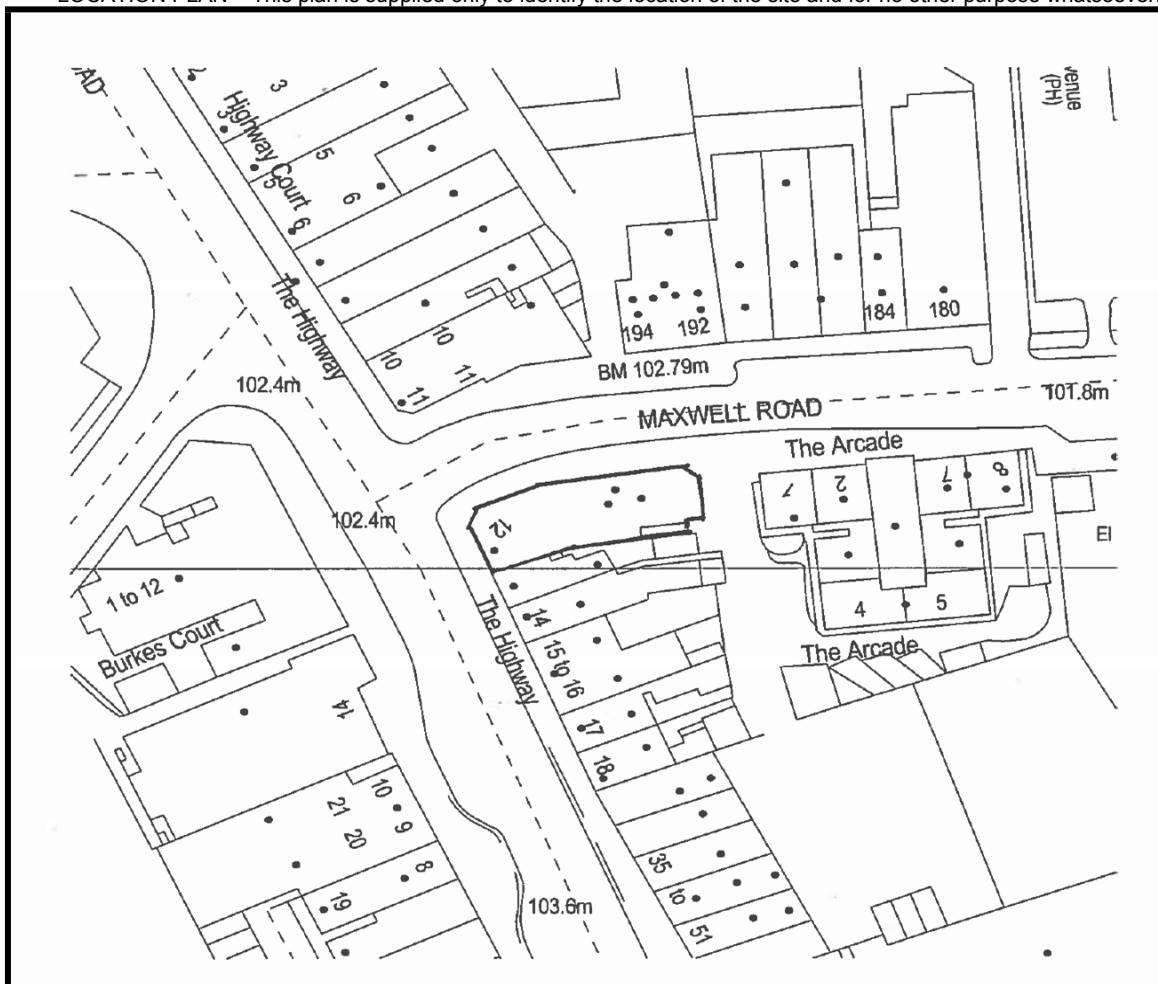 LOCATION PLAN This plan is supplied only to identify the location of the site and for no other purpose whatsoever.
AD
2
3
3
Highway Court
5
5
6
6
venue
(PH)
The Highway
10
10
11
11
194
192
184
180
BM 102.79m
102.4m
MAXWELL ROAD
101.8m
The Arcade
1
2
7
8
12
102.4m
El
1 to 12
Burkes Court
The Highway
14
15 to 16
4
5
The Arcade
14
17
18
10
21
9
20
8
19
35
to
51
103.6m